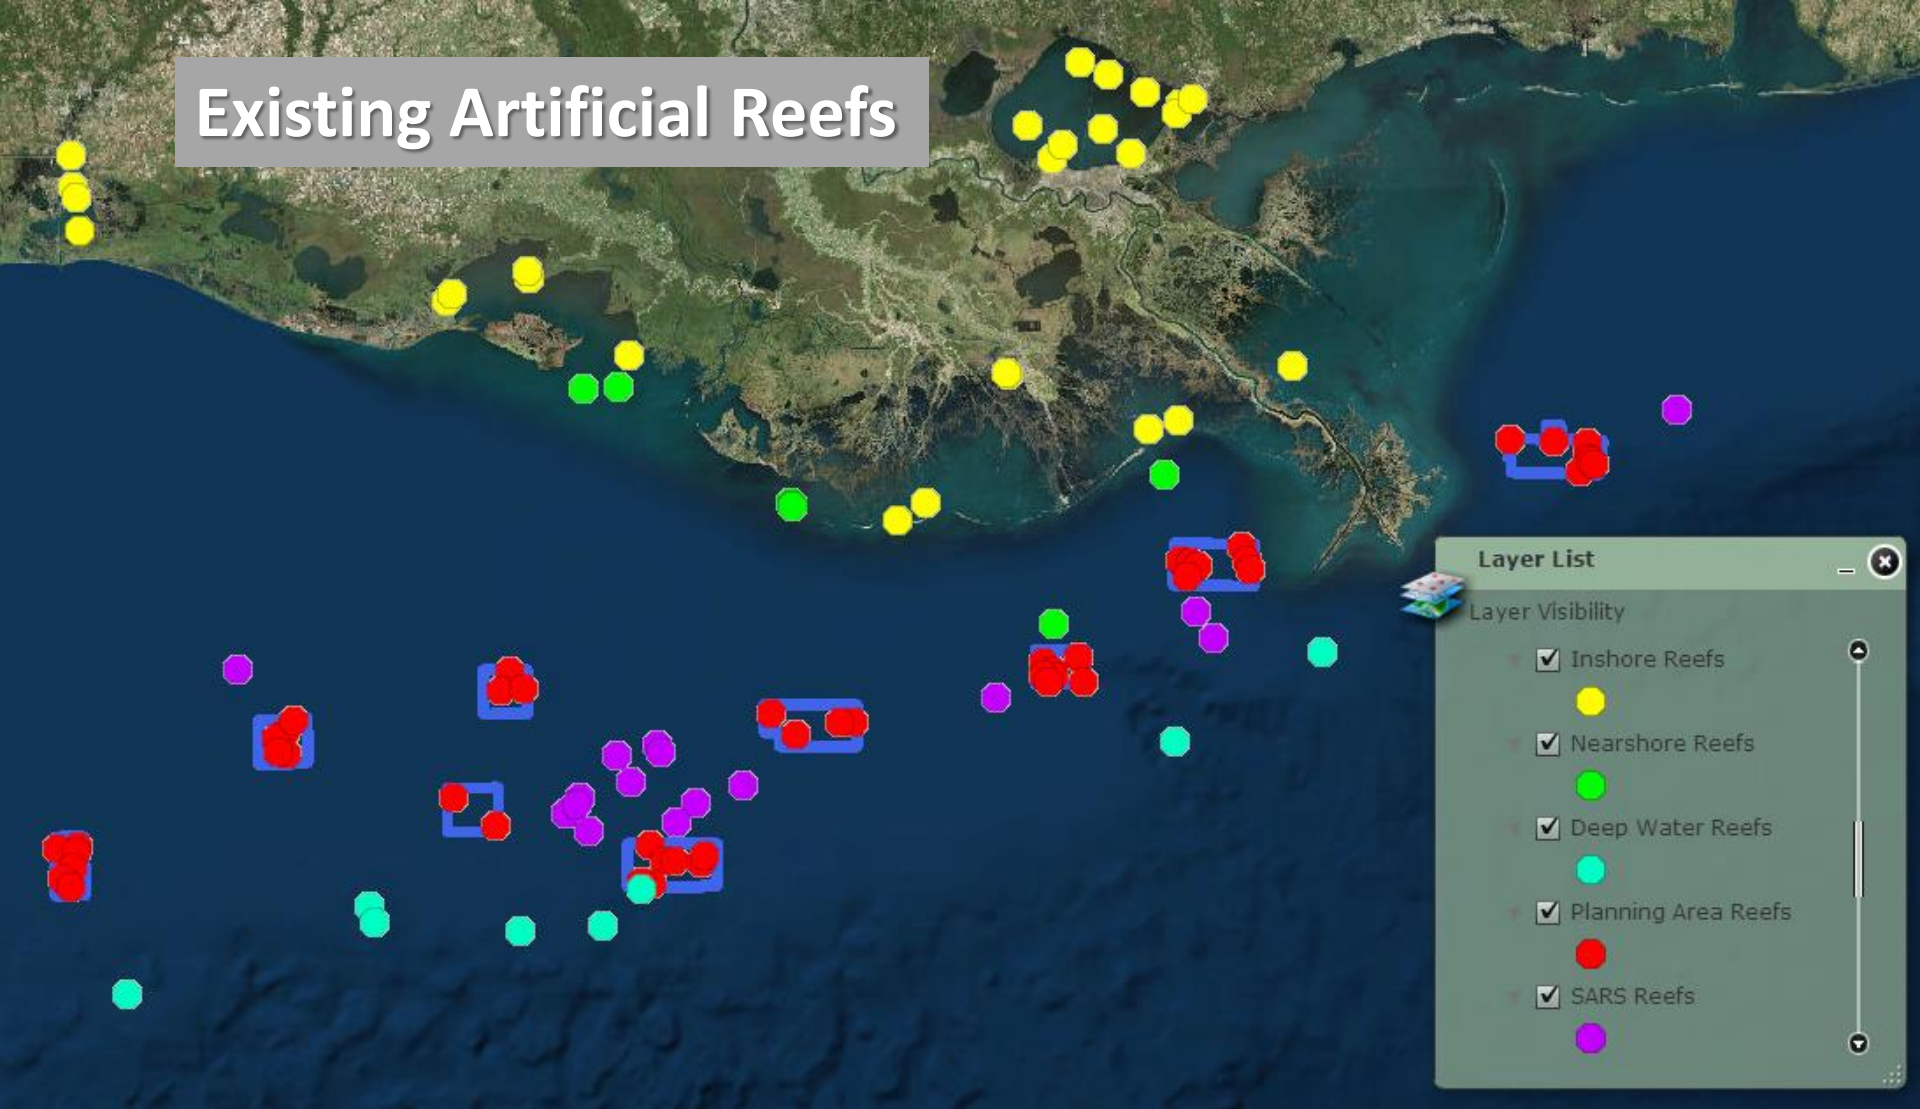 Existing Artificial Reefs
Layer List
Layer Visibility
Inshore Reefs
Nearshore Reefs
Deep Water Reefs
Planning Area Reefs
SARS Reefs